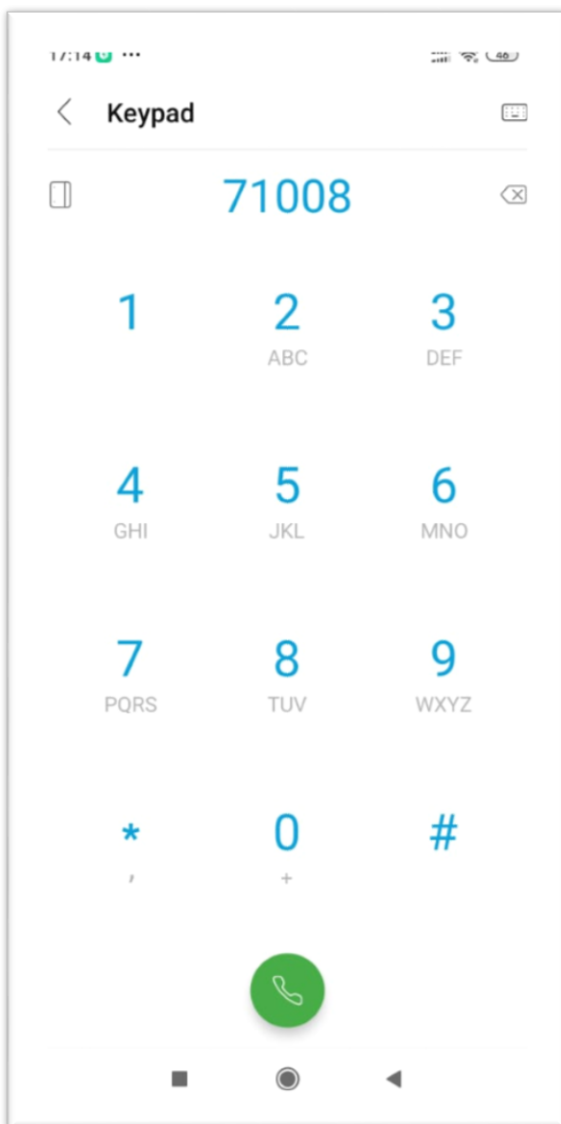 17:14 ... 46
Keypad
71008
1 2 3
ABC DEF
4 5 6
GHI JKL MNO
7 8 9
PQRS TUV WXYZ
* 0 #
, +